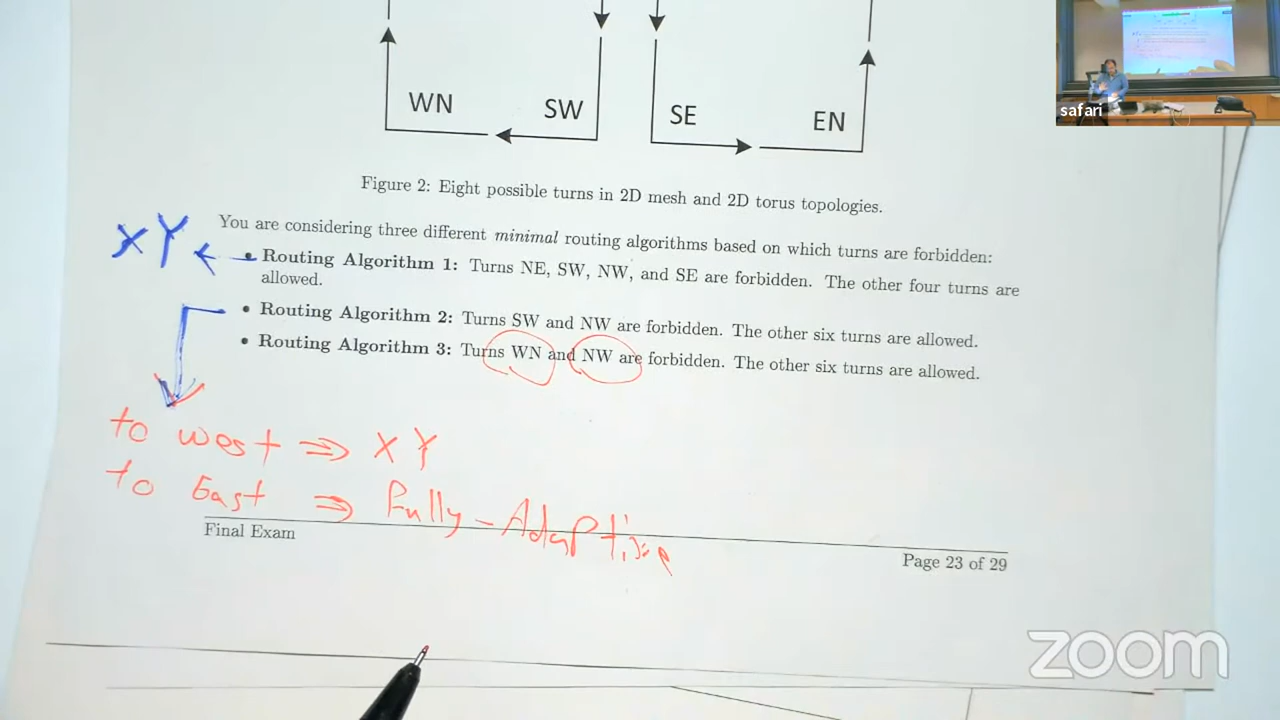 safari
WN SW SE EN
Figure 2: Eight possible turns in 2D mesh and 2D torus topologies.
XY
You are considering three different minimal routing algorithms based on which turns are forbidden:
• Routing Algorithm 1: Turns NE, SW, NW, and SE are forbidden. The other four turns are
allowed.
• Routing Algorithm 2: Turns SW and NW are forbidden. The other six turns are allowed.
• Routing Algorithm 3: Turns WN and NW are forbidden. The other six turns are allowed.
to west ⇒ XY
to East ⇒ Fully-Adaptive
Final Exam
Page 23 of 29
zoom